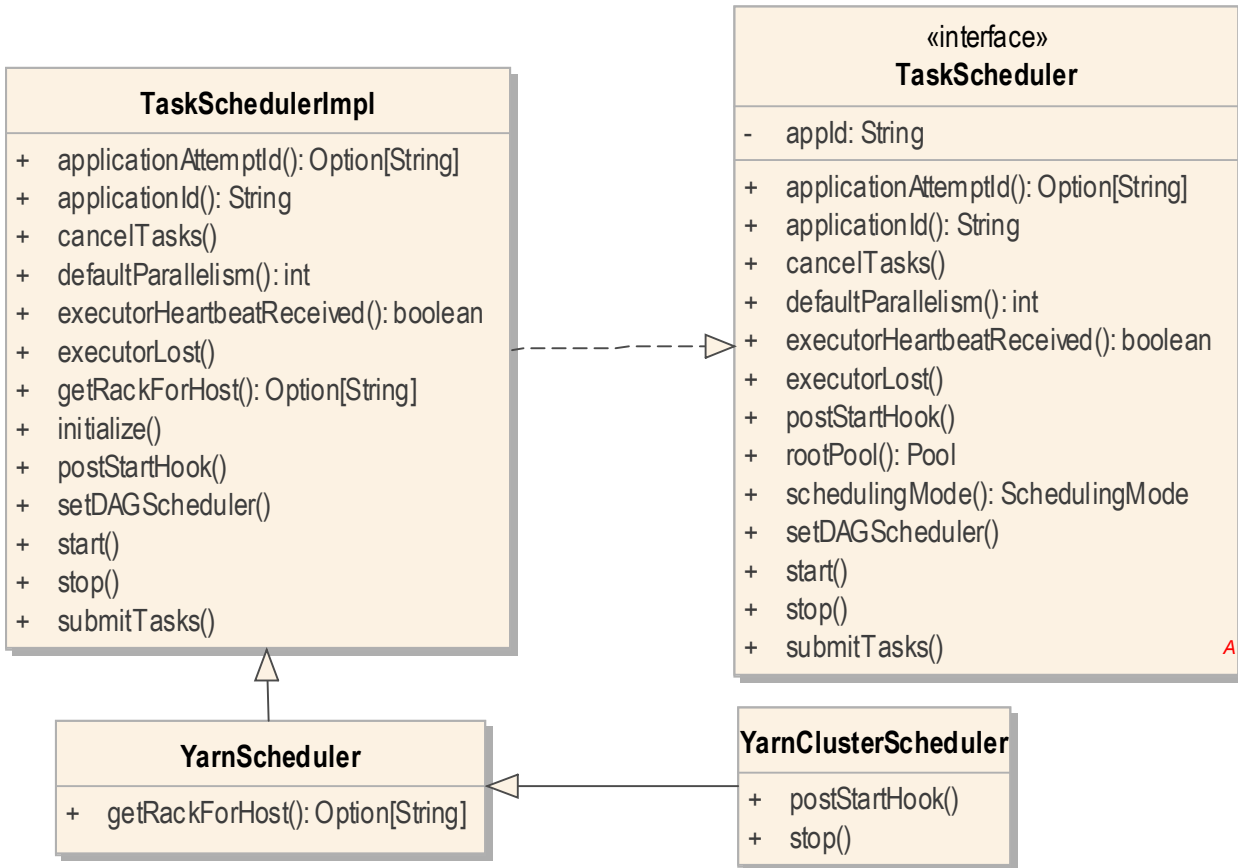 TaskSchedulerImpl
+ applicationAttemptId(): Option[String]
+ applicationId(): String
+ cancelTasks()
+ defaultParallelism(): int
+ executorHeartbeatReceived(): boolean
+ executorLost()
+ getRackForHost(): Option[String]
+ initialize()
+ postStartHook()
+ setDAGScheduler()
+ start()
+ stop()
+ submitTasks()
«interface»
TaskScheduler
- appId: String
+ applicationAttemptId(): Option[String]
+ applicationId(): String
+ cancelTasks()
+ defaultParallelism(): int
+ executorHeartbeatReceived(): boolean
+ executorLost()
+ postStartHook()
+ rootPool(): Pool
+ schedulingMode(): SchedulingMode
+ setDAGScheduler()
+ start()
+ stop()
+ submitTasks()
A
YarnScheduler
+ getRackForHost(): Option[String]
YarnClusterScheduler
+ postStartHook()
+ stop()